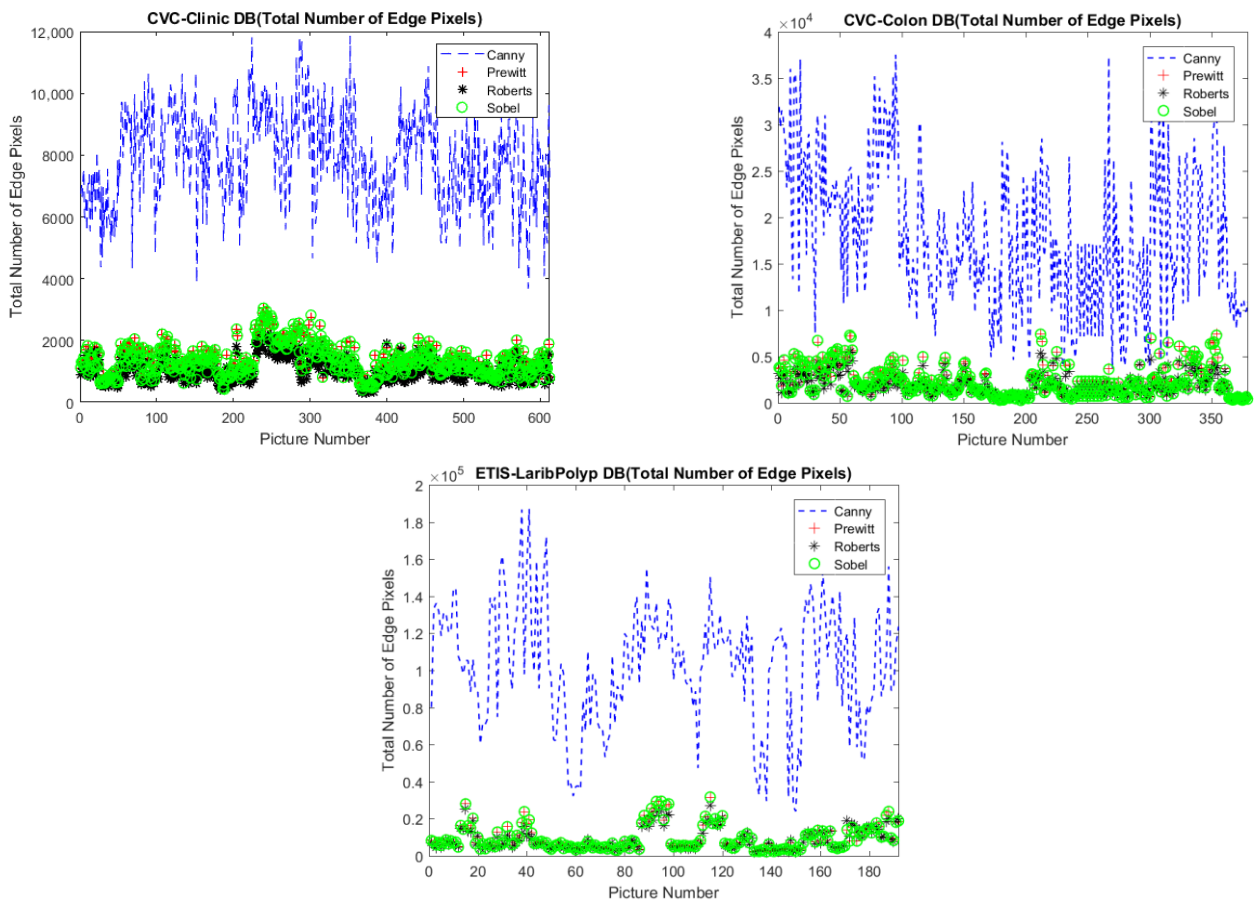 CVC-Clinic DB(Total Number of Edge Pixels)
12,000
10,000
8000
6000
4000
2000
0
Total Number of Edge Pixels
Canny
Prewitt
Roberts
Sobel
0 100 200 300 400 500 600
Picture Number
×10^4
CVC-Colon DB(Total Number of Edge Pixels)
4
3.5
3
2.5
2
1.5
1
0.5
0
Total Number of Edge Pixels
Canny
Prewitt
Roberts
Sobel
0 50 100 150 200 250 300 350
Picture Number
×10^5
ETIS-LaribPolyp DB(Total Number of Edge Pixels)
2
1.8
1.6
1.4
1.2
1
0.8
0.6
0.4
0.2
0
Total Number of Edge Pixels
Canny
Prewitt
Roberts
Sobel
0 20 40 60 80 100 120 140 160 180
Picture Number